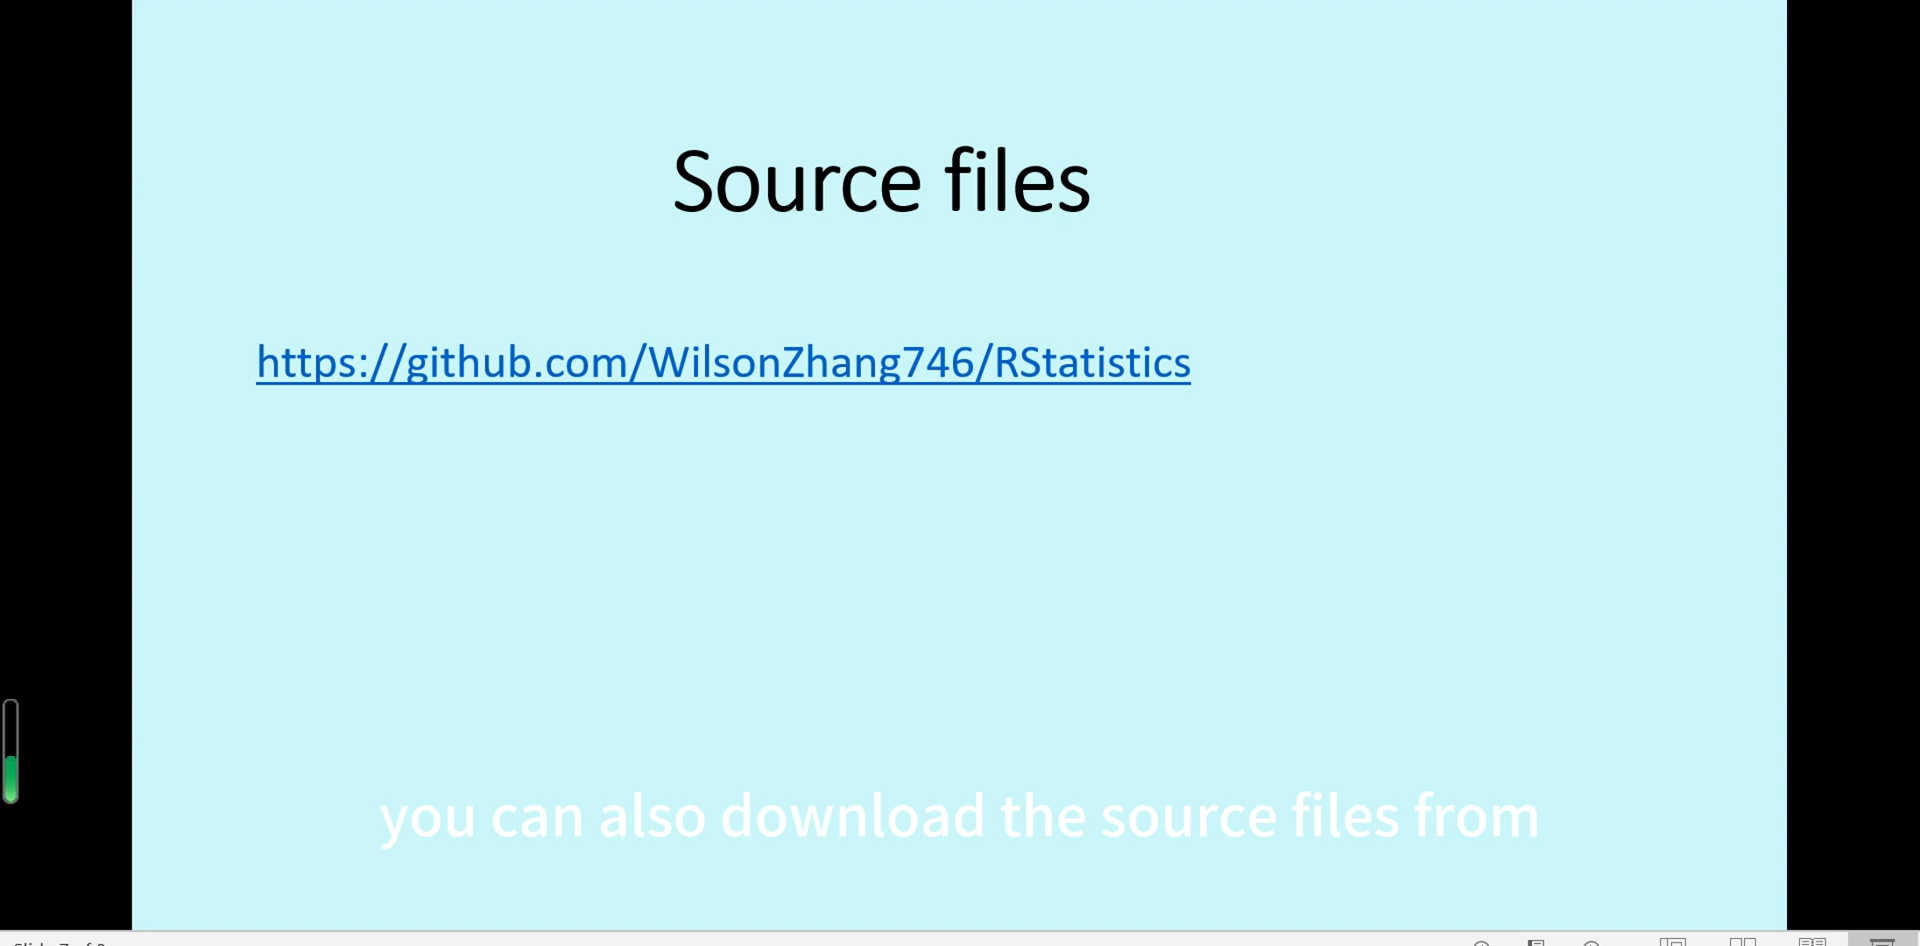 Source files
https://github.com/WilsonZhang746/RStatistics
you can also download the source files from